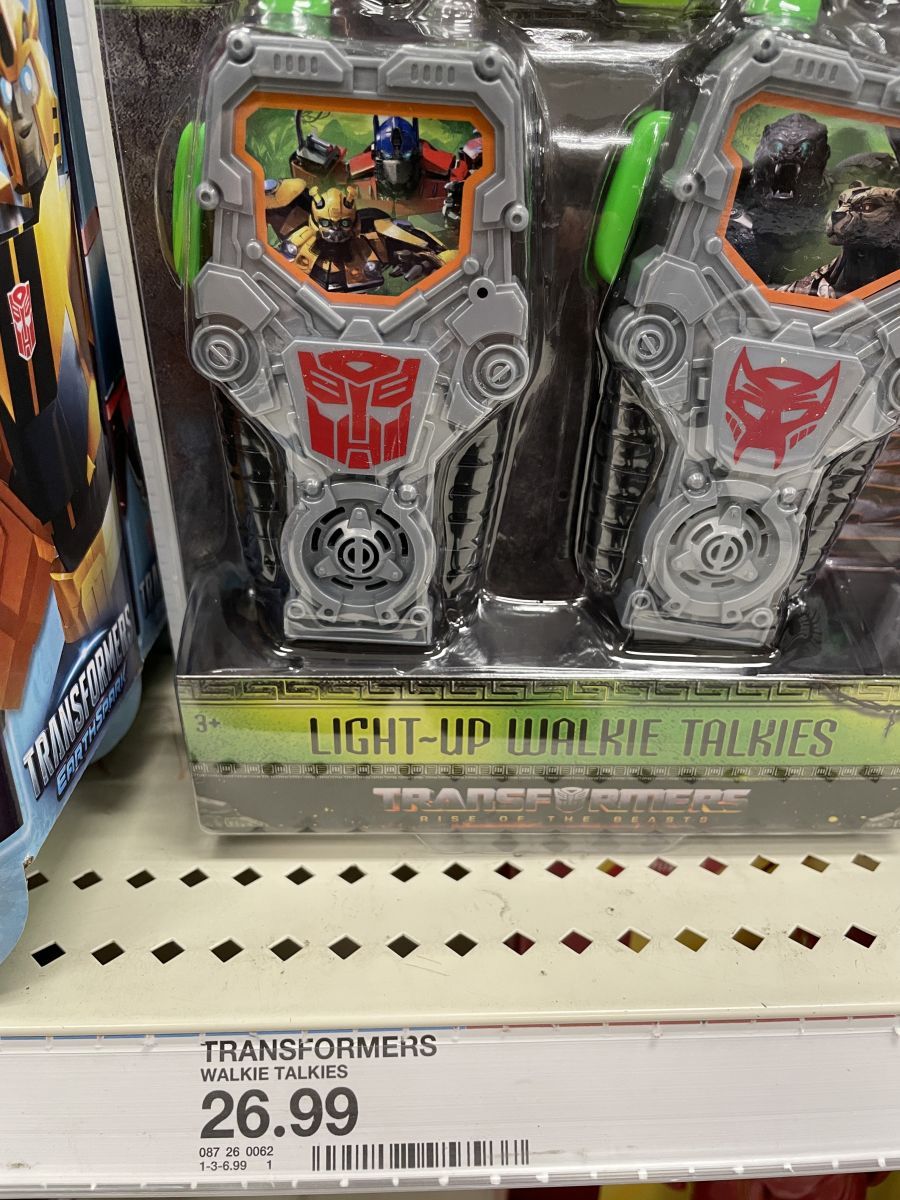 TRANSFORMERS
EARTHSPARK
3+
LIGHT-UP WALKIE TALKIES
TRANSFORMERS
RISE OF THE BEASTS
TRANSFORMERS
WALKIE TALKIES
26.99
087 26 0062
1-3-6.99 1